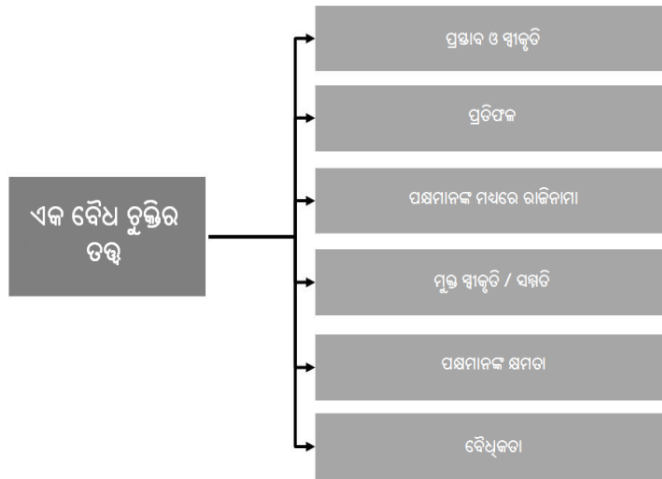 ଏକ ବୈଧ ଚୁକ୍ତିର
ତତ୍ତ୍ୱ
ପ୍ରସ୍ତାବ ଓ ସ୍ୱୀକୃତି
ପ୍ରତିଫଳ
ପକ୍ଷମାନଙ୍କ ମଧ୍ୟରେ ରାଜିନାମା
ମୁକ୍ତ ସ୍ୱୀକୃତି / ସମ୍ମତି
ପକ୍ଷମାନଙ୍କ କ୍ଷମତା
ବୈଧିକତା